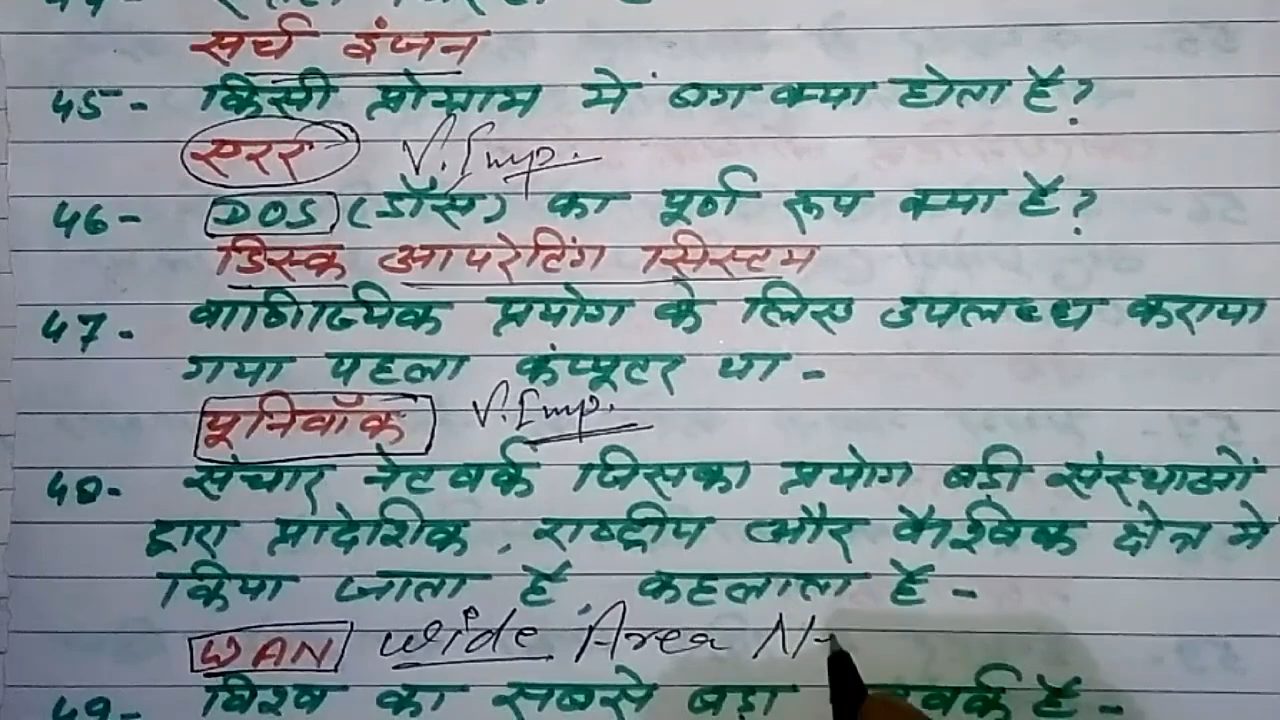 सर्च इंजन
45- किसी प्रोग्राम में बग क्या होता है?
एरर V.Imp.
46- DOS (डॉस) का पूर्ण रूप क्या है?
डिस्क आपरेटिंग सिस्टम
47- वाणिज्यिक प्रयोग के लिए उपलब्ध कराया
गया पहला कंप्यूटर था -
यूनिवॉक V.Imp.
48- संचार नेटवर्क जिसका प्रयोग बड़ी संस्थाओं
द्वारा प्रादेशिक, राष्ट्रीय और वैश्विक क्षेत्र में
किया जाता है, कहलाता है -
WAN Wide Area N
49- विश्व का सबसे बड़ा है -